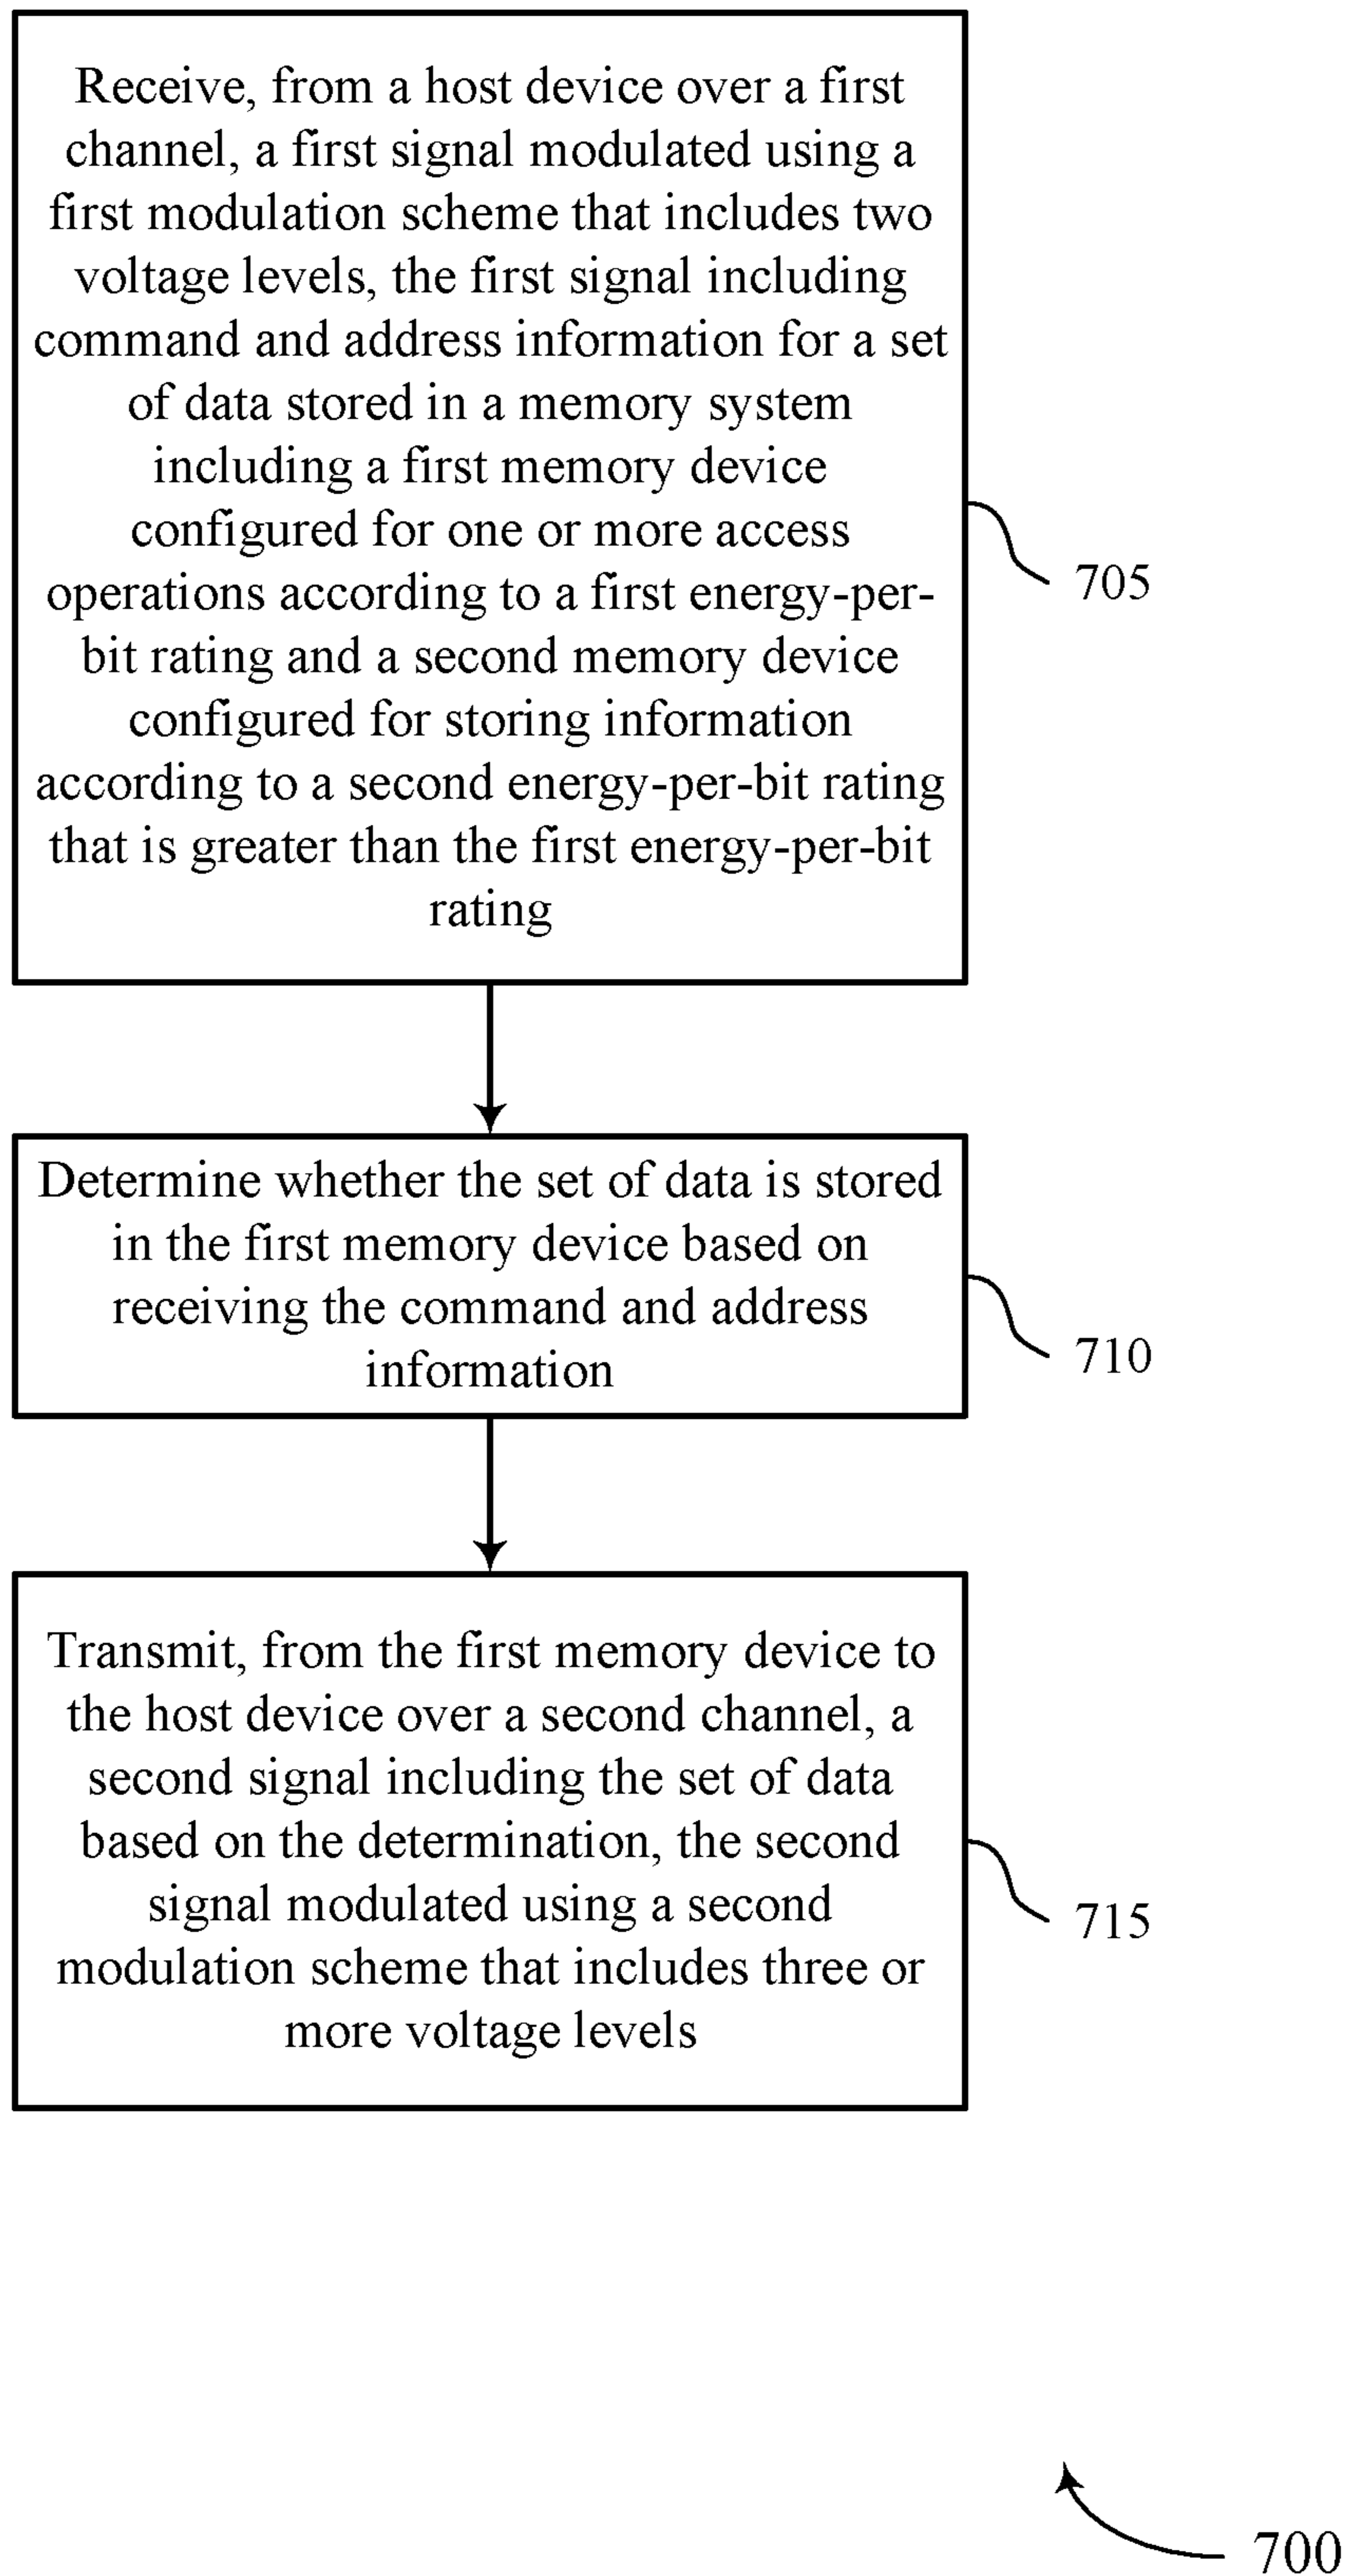 Receive, from a host device over a first
channel, a first signal modulated using a
first modulation scheme that includes two
voltage levels, the first signal including
command and address information for a set
of data stored in a memory system
including a first memory device
configured for one or more access
operations according to a first energy-per-
bit rating and a second memory device
configured for storing information
according to a second energy-per-bit rating
that is greater than the first energy-per-bit
rating
705
Determine whether the set of data is stored
in the first memory device based on
receiving the command and address
information
710
Transmit, from the first memory device to
the host device over a second channel, a
second signal including the set of data
based on the determination, the second
signal modulated using a second
modulation scheme that includes three or
more voltage levels
715
700